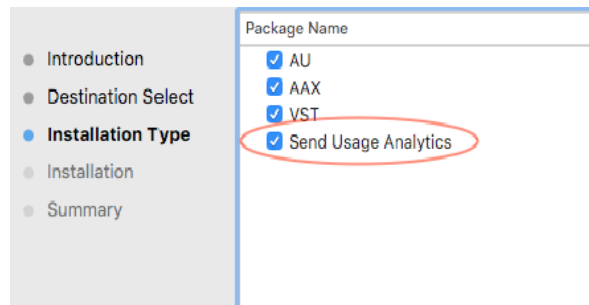 Package Name
Introduction
Destination Select
Installation Type
Installation
Summary
AU
AAX
VST
Send Usage Analytics